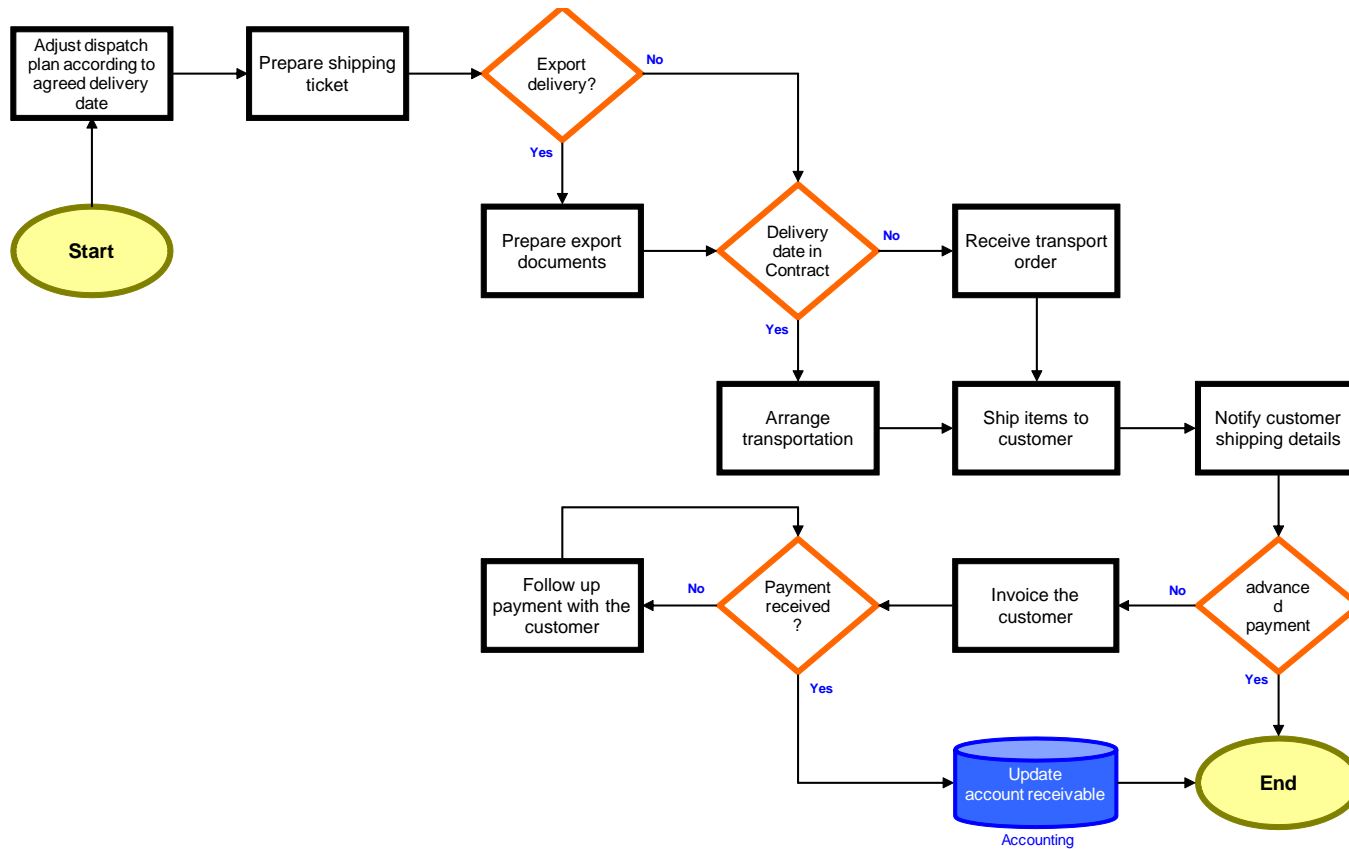 Adjust dispatch
plan according to
agreed delivery
date
Prepare shipping
ticket
Export
delivery?
No
Yes
Start
Prepare export
documents
Delivery
date in
Contract
No
Receive transport
order
Yes
Arrange
transportation
Ship items to
customer
Notify customer
shipping details
Follow up
payment with the
customer
No
Payment
received
?
Invoice the
customer
No
advance
d
payment
Yes
Yes
Update
account receivable
End
Accounting